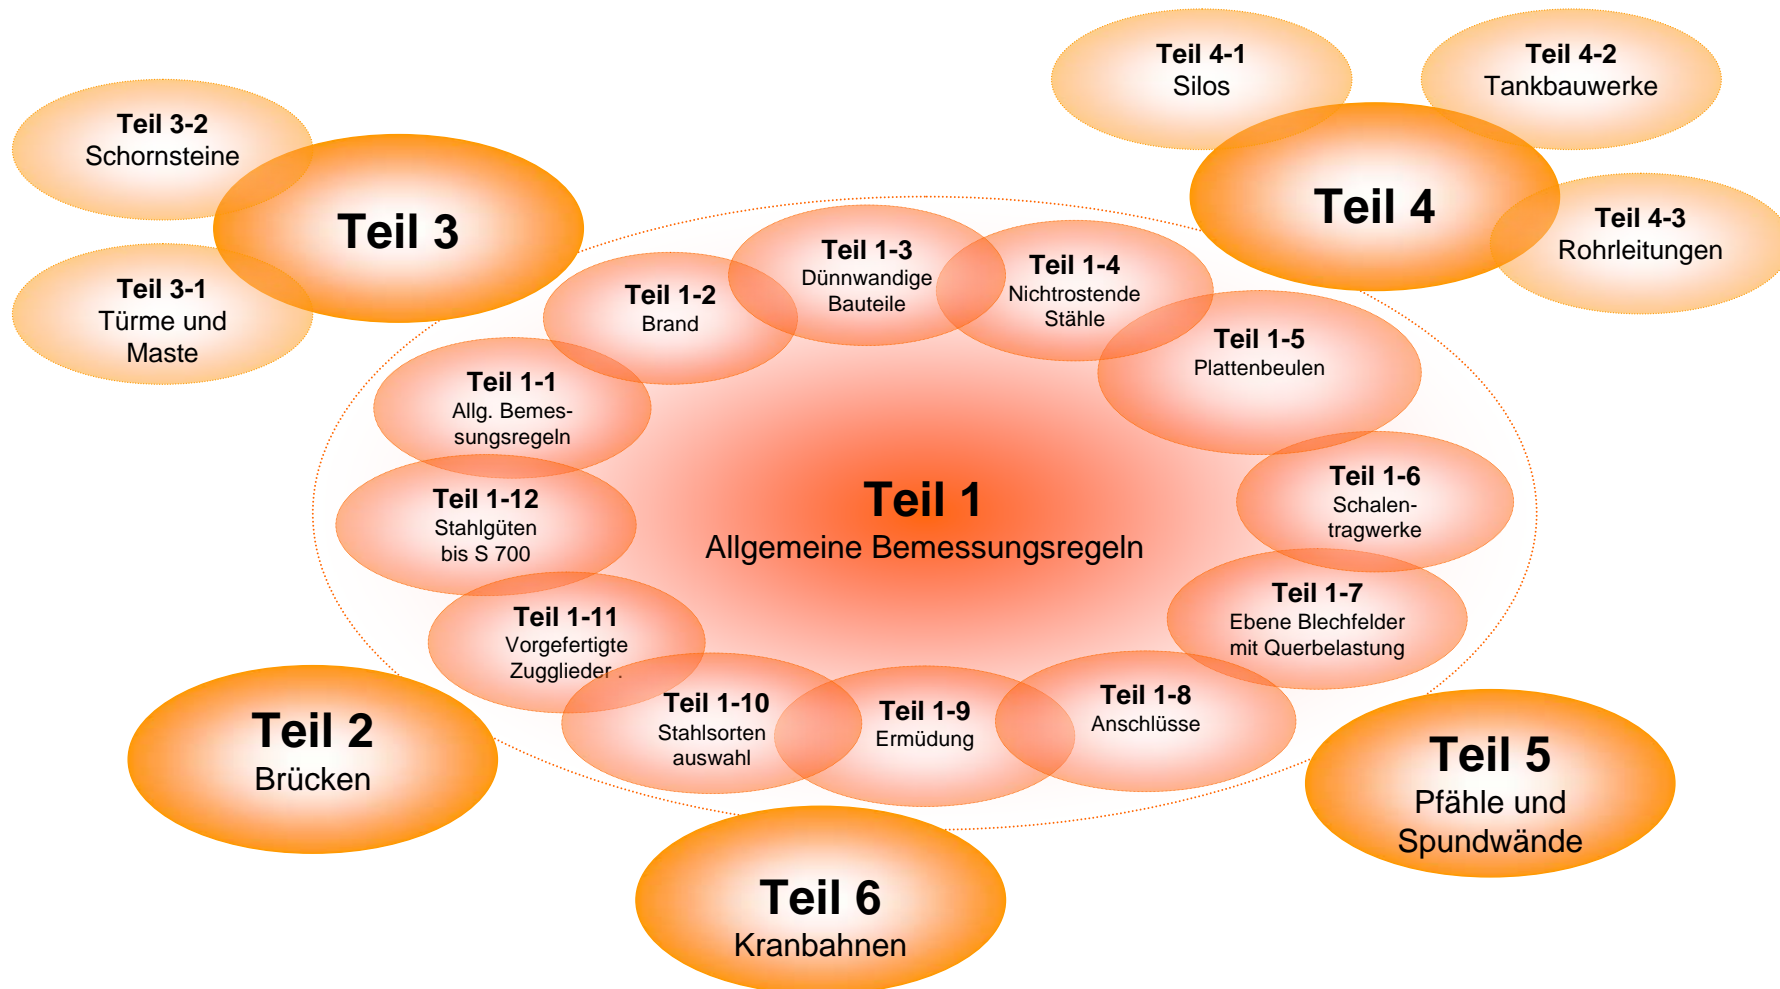 Teil 4-1
Silos
Teil 4-2
Tankbauwerke
Teil 3-2
Schornsteine
Teil 3
Teil 4
Teil 4-3
Rohrleitungen
Teil 3-1
Türme und
Maste
Teil 1-1
Allg. Bemes-
sungsregeln
Teil 1-2
Brand
Teil 1-3
Dünnwandige
Bauteile
Teil 1-4
Nichtrostende
Stähle
Teil 1-5
Plattenbeulen
Teil 1-6
Schalen-
tragwerke
Teil 1-7
Ebene Blechfelder
mit Querbelastung
Teil 1-8
Anschlüsse
Teil 1-9
Ermüdung
Teil 1-10
Stahlsorten
auswahl
Teil 1-11
Vorgefertigte
Zugglieder .
Teil 1-12
Stahlgüten
bis S 700
Teil 1
Allgemeine Bemessungsregeln
Teil 2
Brücken
Teil 6
Kranbahnen
Teil 5
Pfähle und
Spundwände